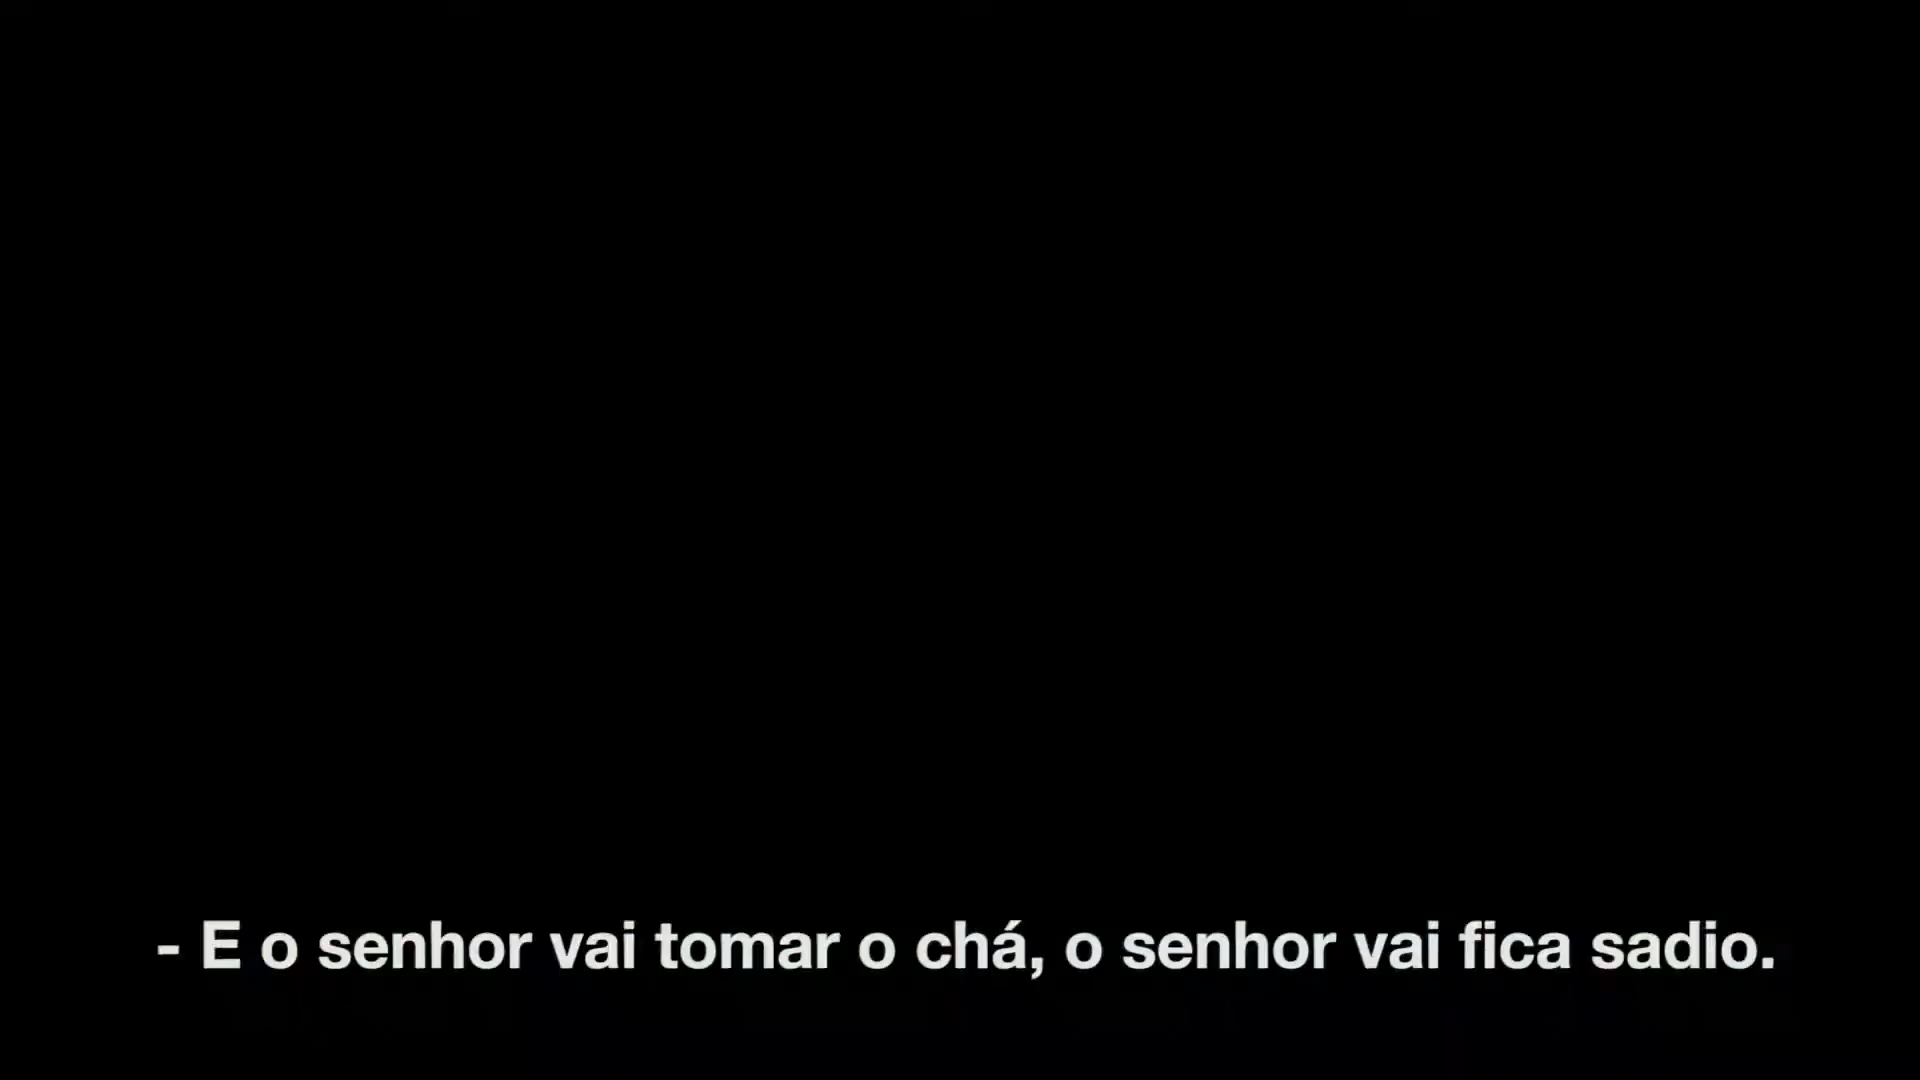 - E o senhor vai tomar o chá, o senhor vai fica sadio.